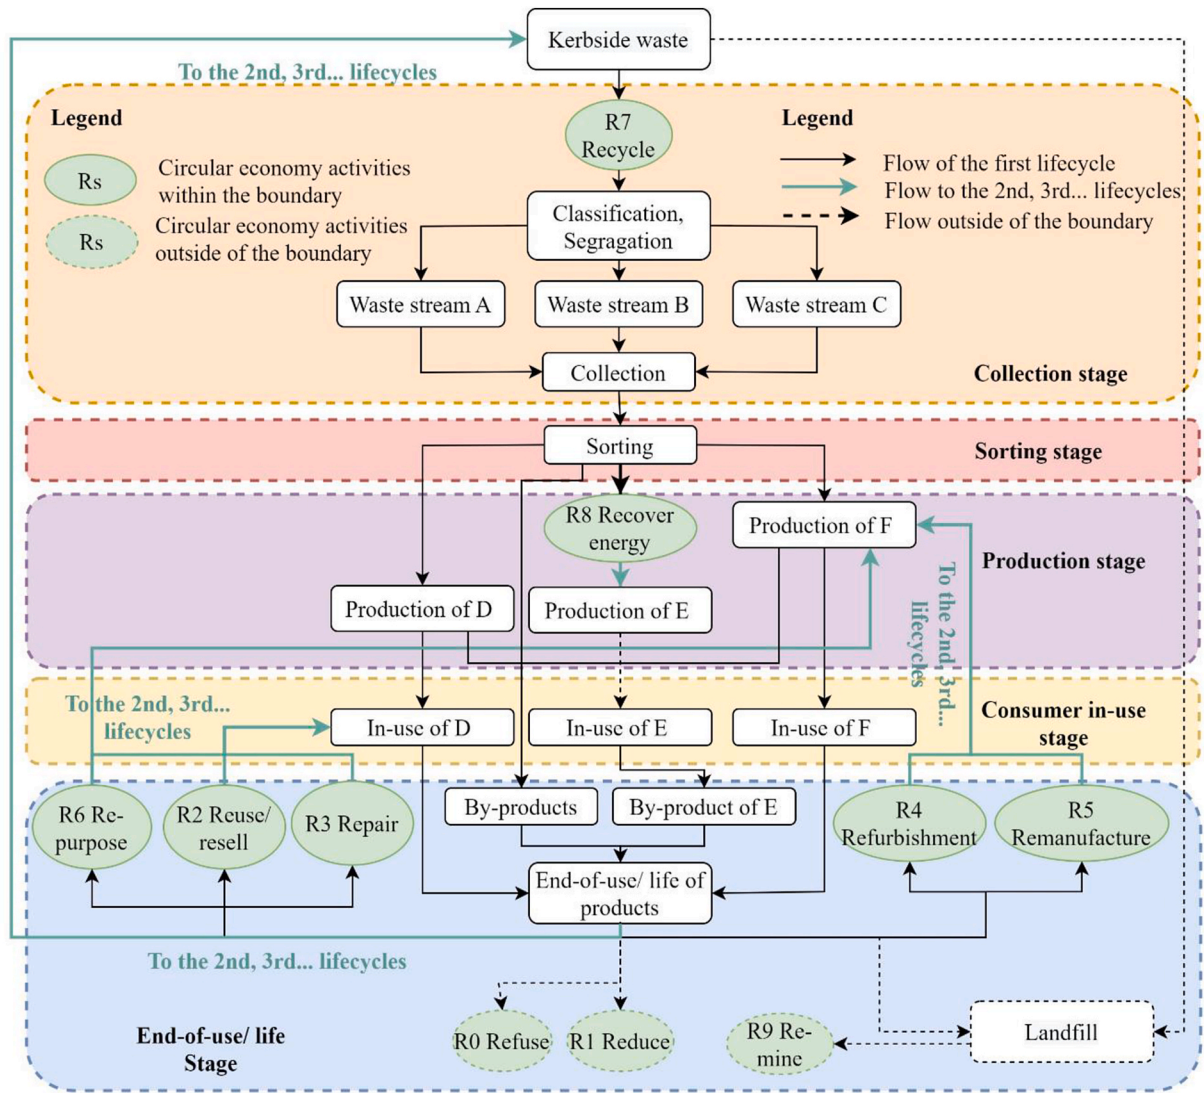 Kerbside waste
To the 2nd, 3rd... lifecycles
Legend
Rs
Circular economy activities
within the boundary
Rs
Circular economy activities
outside of the boundary
R7
Recycle
Legend
Flow of the first lifecycle
Flow to the 2nd, 3rd... lifecycles
Flow outside of the boundary
Classification,
Segragation
Waste stream A
Waste stream B
Waste stream C
Collection
Collection stage
Sorting
Sorting stage
R8 Recover
energy
Production of F
Production stage
Production of D
Production of E
To the 2nd, 3rd...
lifecycles
To the 2nd, 3rd...
lifecycles
In-use of D
In-use of E
In-use of F
Consumer in-use
stage
R6 Re-
purpose
R2 Reuse/
resell
R3 Repair
By-products
By-product of E
R4
Refurbishment
R5
Remanufacture
End-of-use/ life of
products
To the 2nd, 3rd... lifecycles
End-of-use/ life
Stage
R0 Refuse
R1 Reduce
R9 Re-
mine
Landfill